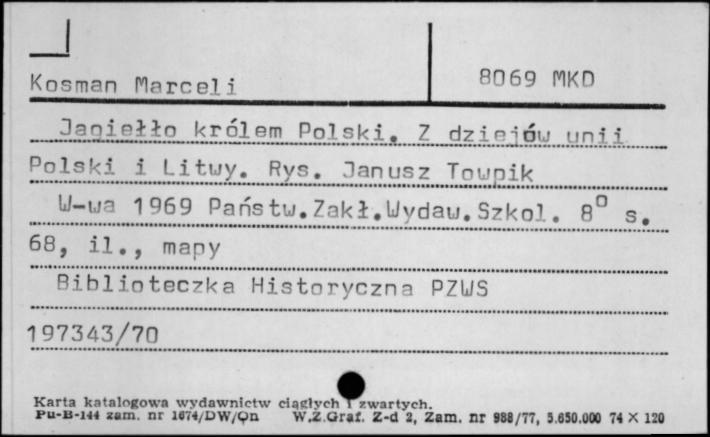 Kosman Marceli
8069 MKD
Jagiełło królem Polski. Z dziejów unii
Polski i Litwy. Rys. Janusz Towpik
W-wa 1969 Państw.Zakł.Wydaw.Szkol. 8° s.
68, il., mapy
Biblioteczka Historyczna PZWS
197343/70
Karta katalogowa wydawnictw ciągłych i zwartych.
Pu-B-144 zam. nr 1674/DW/Qn W.Z.Graf. Z-d 2, Zam. nr 988/77, 5.650.000 74 X 120